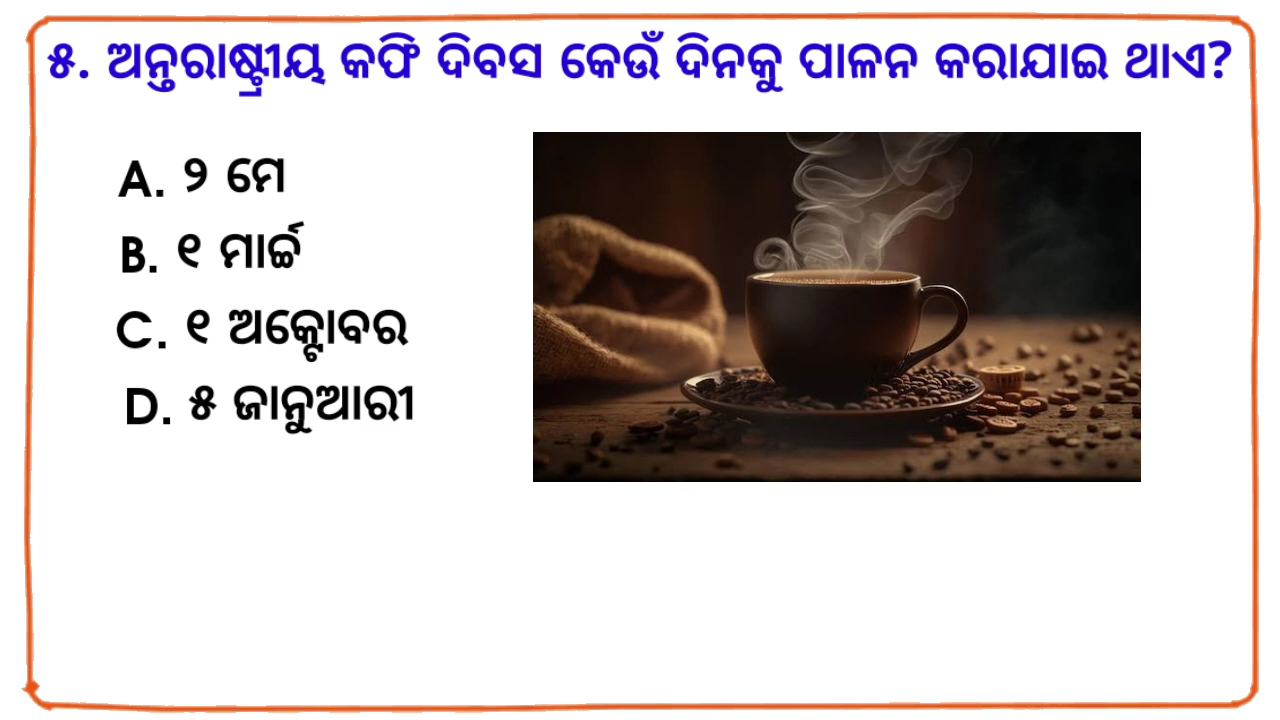 ୫. ଅନ୍ତରାଷ୍ଟ୍ରୀୟ କଫି ଦିବସ କେଉଁ ଦିନକୁ ପାଳନ କରାଯାଇ ଥାଏ?
A. ୨ ମେ
B. ୧ ମାର୍ଚ୍ଚ
C. ୧ ଅକ୍ଟୋବର
D. ୫ ଜାନୁଆରୀ